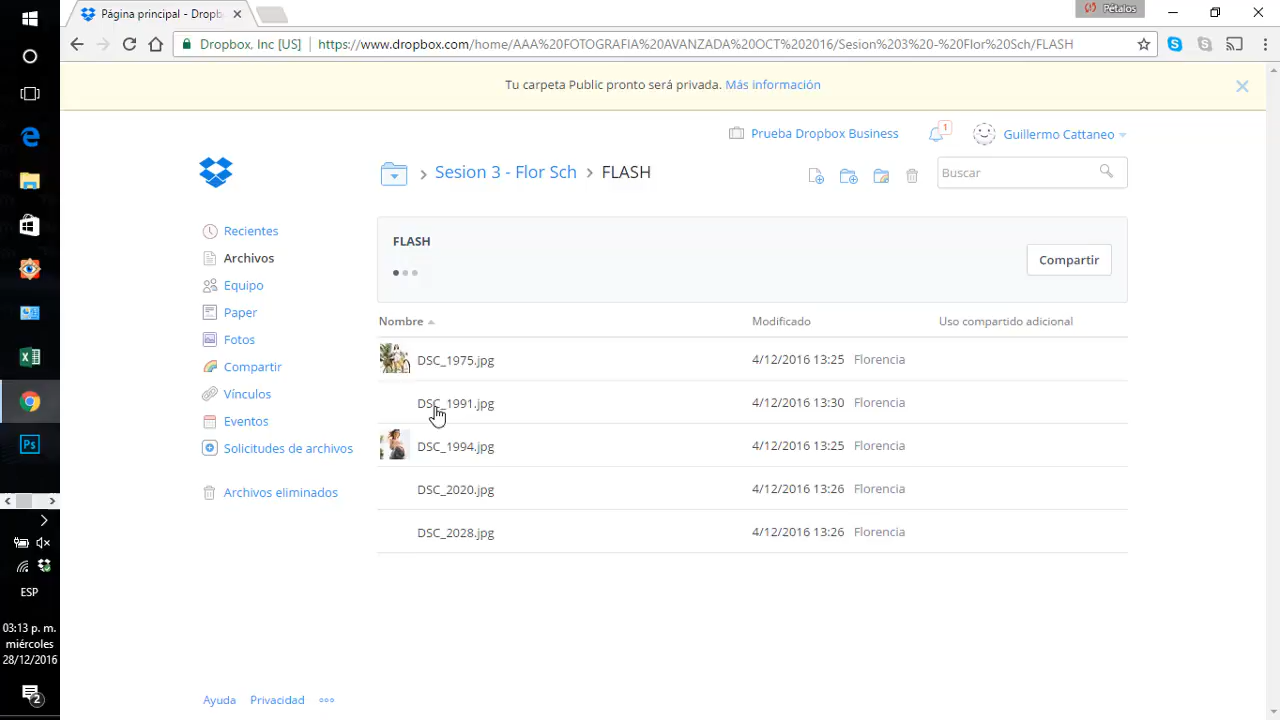 Página principal - Dropb
Pétalos
Dropbox, Inc [US]
https://www.dropbox.com/home/AAA%20FOTOGRAFIA%20AVANZADA%20OCT%202016/Sesion%203%20-%20Flor%20Sch/FLASH
Tu carpeta Public pronto será privada. Más información
Prueba Dropbox Business
1
Guillermo Cattaneo
Sesion 3 - Flor Sch > FLASH
Buscar
Recientes
Archivos
Equipo
Paper
Fotos
Compartir
Vínculos
Eventos
Solicitudes de archivos
Archivos eliminados
FLASH
Compartir
Nombre Modificado Uso compartido adicional
DSC_1975.jpg 4/12/2016 13:25 Florencia
DSC_1991.jpg 4/12/2016 13:30 Florencia
DSC_1994.jpg 4/12/2016 13:25 Florencia
DSC_2020.jpg 4/12/2016 13:26 Florencia
DSC_2028.jpg 4/12/2016 13:26 Florencia
Ayuda Privacidad
Ps
ESP
03:13 p. m.
miércoles
28/12/2016
2